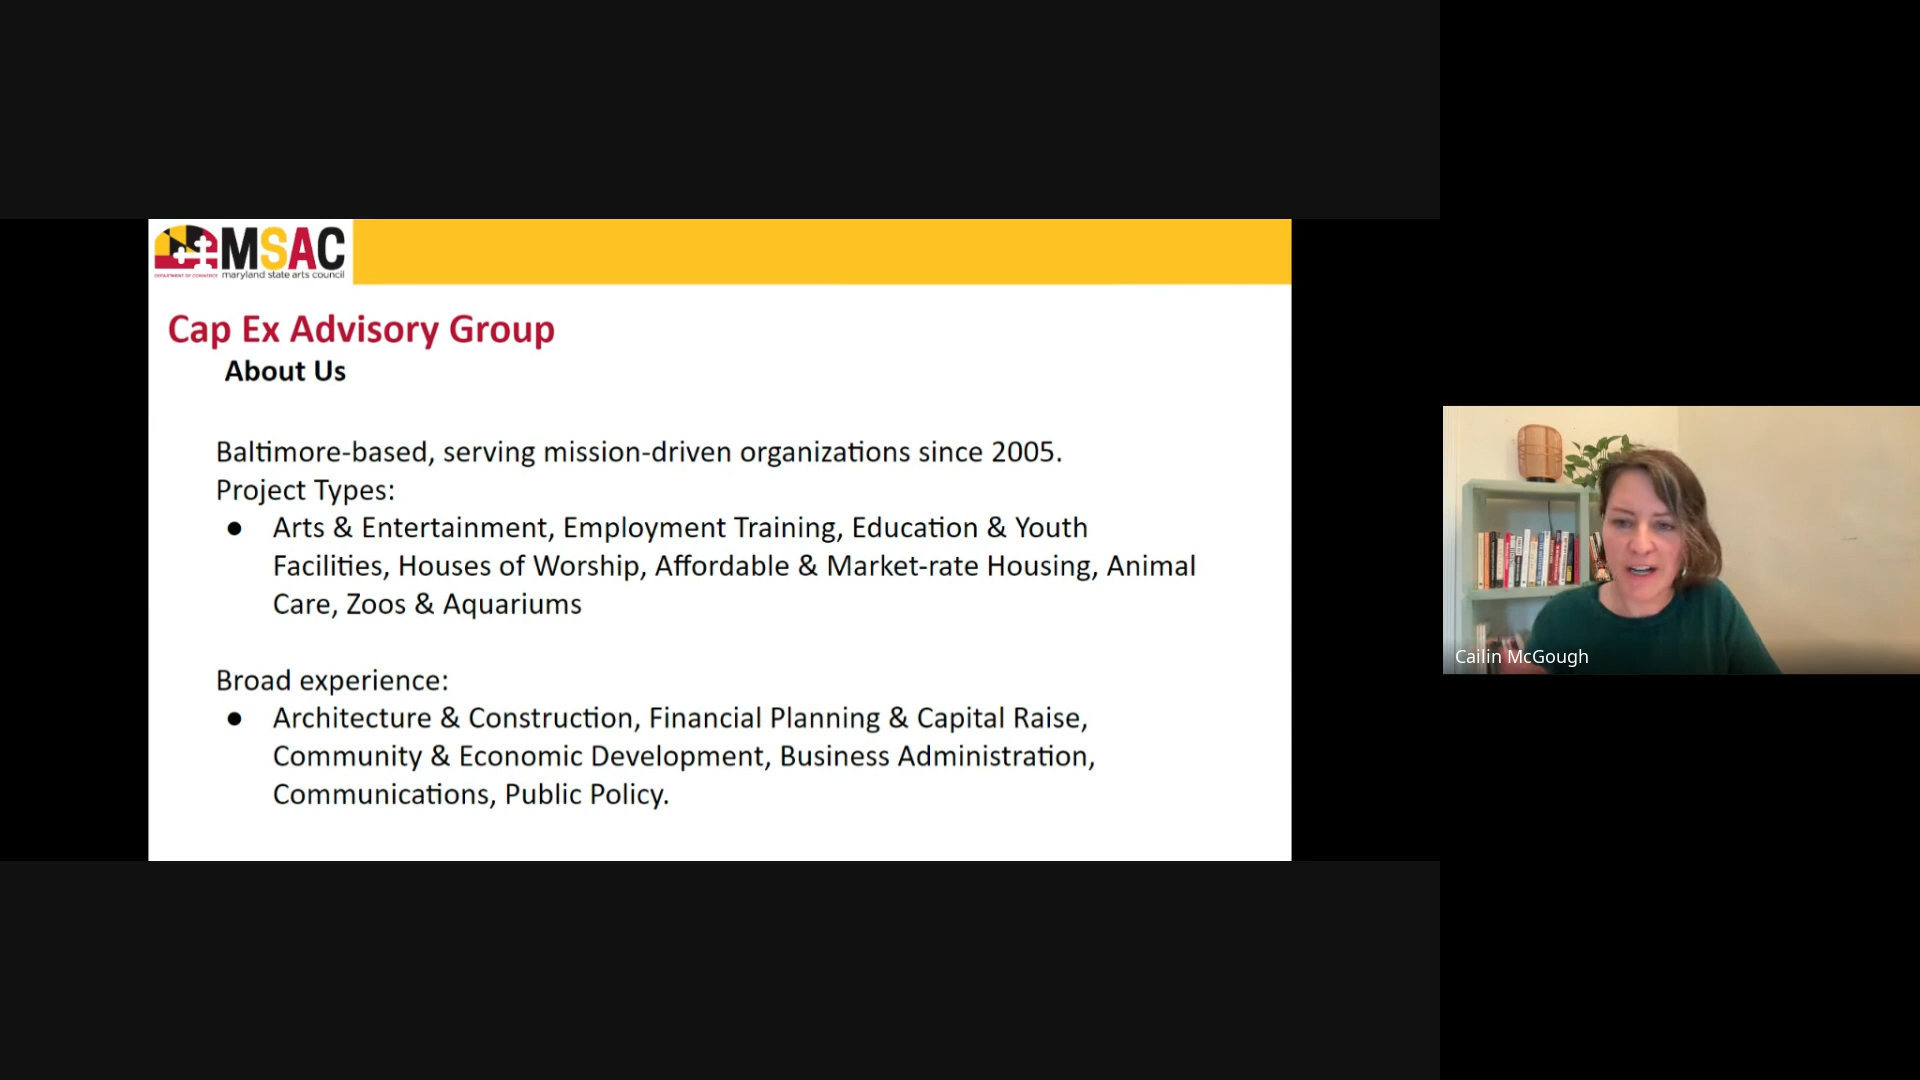 MSAC
DEPARTMENT OF COMMERCE
maryland state arts council
Cap Ex Advisory Group
About Us
Baltimore-based, serving mission-driven organizations since 2005.
Project Types:
● Arts & Entertainment, Employment Training, Education & Youth
Facilities, Houses of Worship, Affordable & Market-rate Housing, Animal
Care, Zoos & Aquariums
Broad experience:
● Architecture & Construction, Financial Planning & Capital Raise,
Community & Economic Development, Business Administration,
Communications, Public Policy.
Cailin McGough